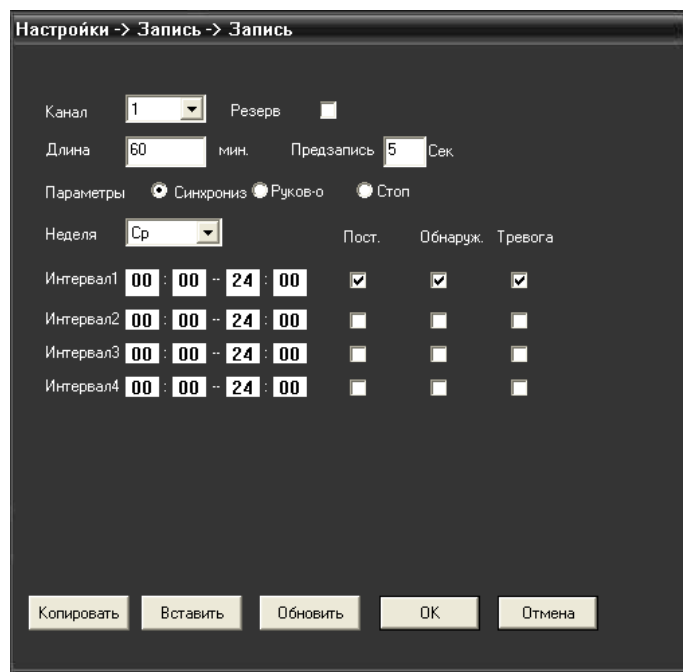 Настройки -> Запись -> Запись
Канал 1 Резерв
Длина 60 мин. Предзапись 5 Сек
Параметры Синхрониз Руков-о Стоп
Неделя Ср Пост. Обнаруж. Тревога
Интервал1 00 : 00 - 24 : 00
Интервал2 00 : 00 - 24 : 00
Интервал3 00 : 00 - 24 : 00
Интервал4 00 : 00 - 24 : 00
Копировать Вставить Обновить OK Отмена